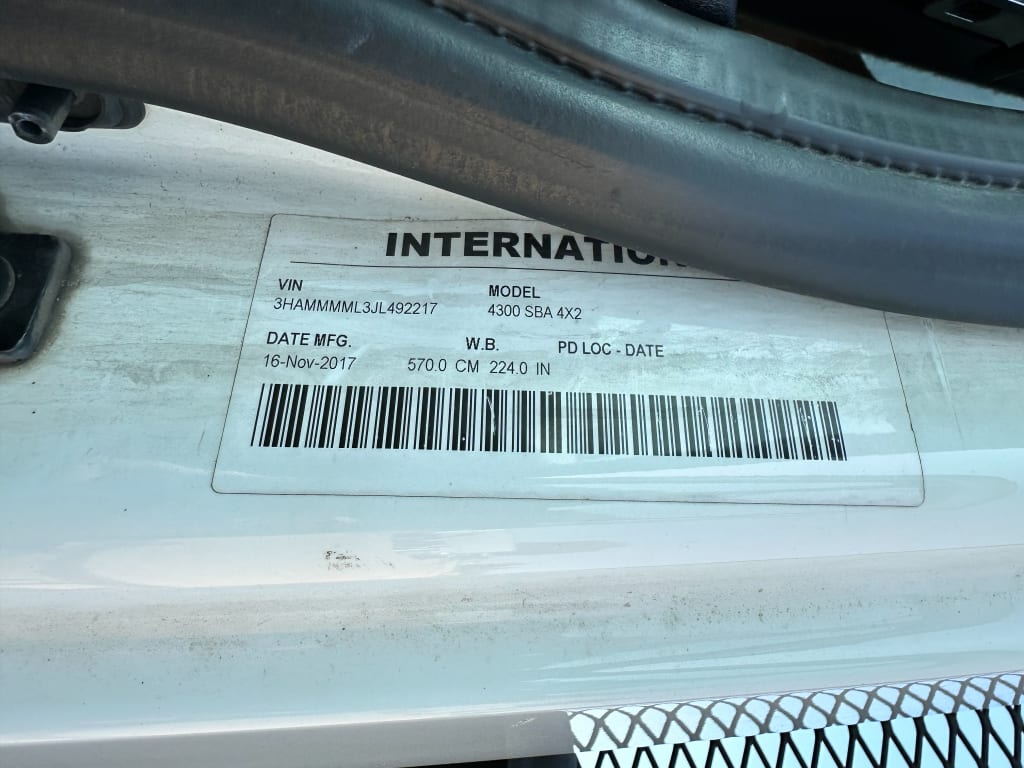 INTERNATIO
VIN MODEL
3HAMMMML3JL492217 4300 SBA 4X2
DATE MFG. W.B. PD LOC - DATE
16-Nov-2017 570.0 CM 224.0 IN